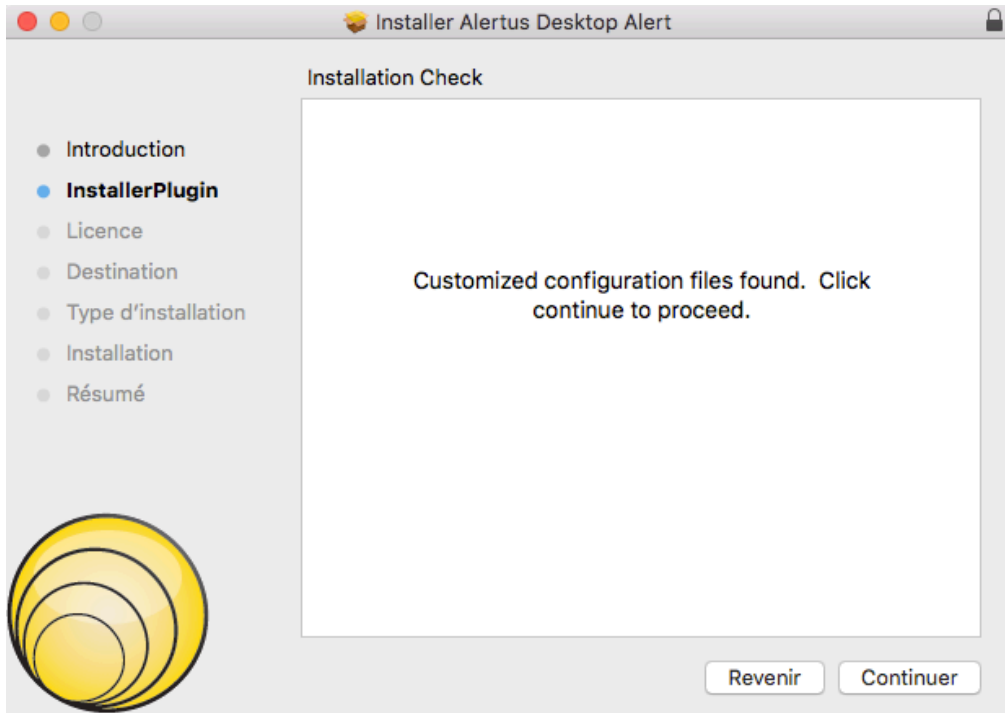 Installer Alertus Desktop Alert
Installation Check
Introduction
InstallerPlugin
Licence
Destination
Type d'installation
Installation
Résumé
Customized configuration files found.  Click
continue to proceed.
Revenir
Continuer